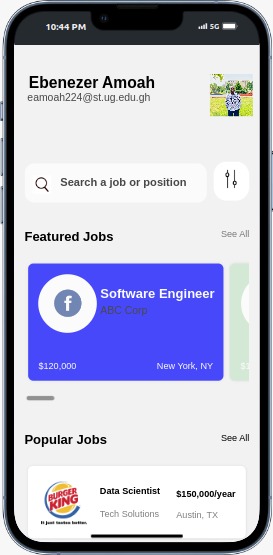 10:44 PM 5G
Ebenezer Amoah
eamoah224@st.ug.edu.gh
Search a job or position
Featured Jobs See All
f
Software Engineer
ABC Corp
$120,000 New York, NY $1
Popular Jobs See All
BURGER
KING
It just tastes better.
Data Scientist $150,000/year
Tech Solutions Austin, TX